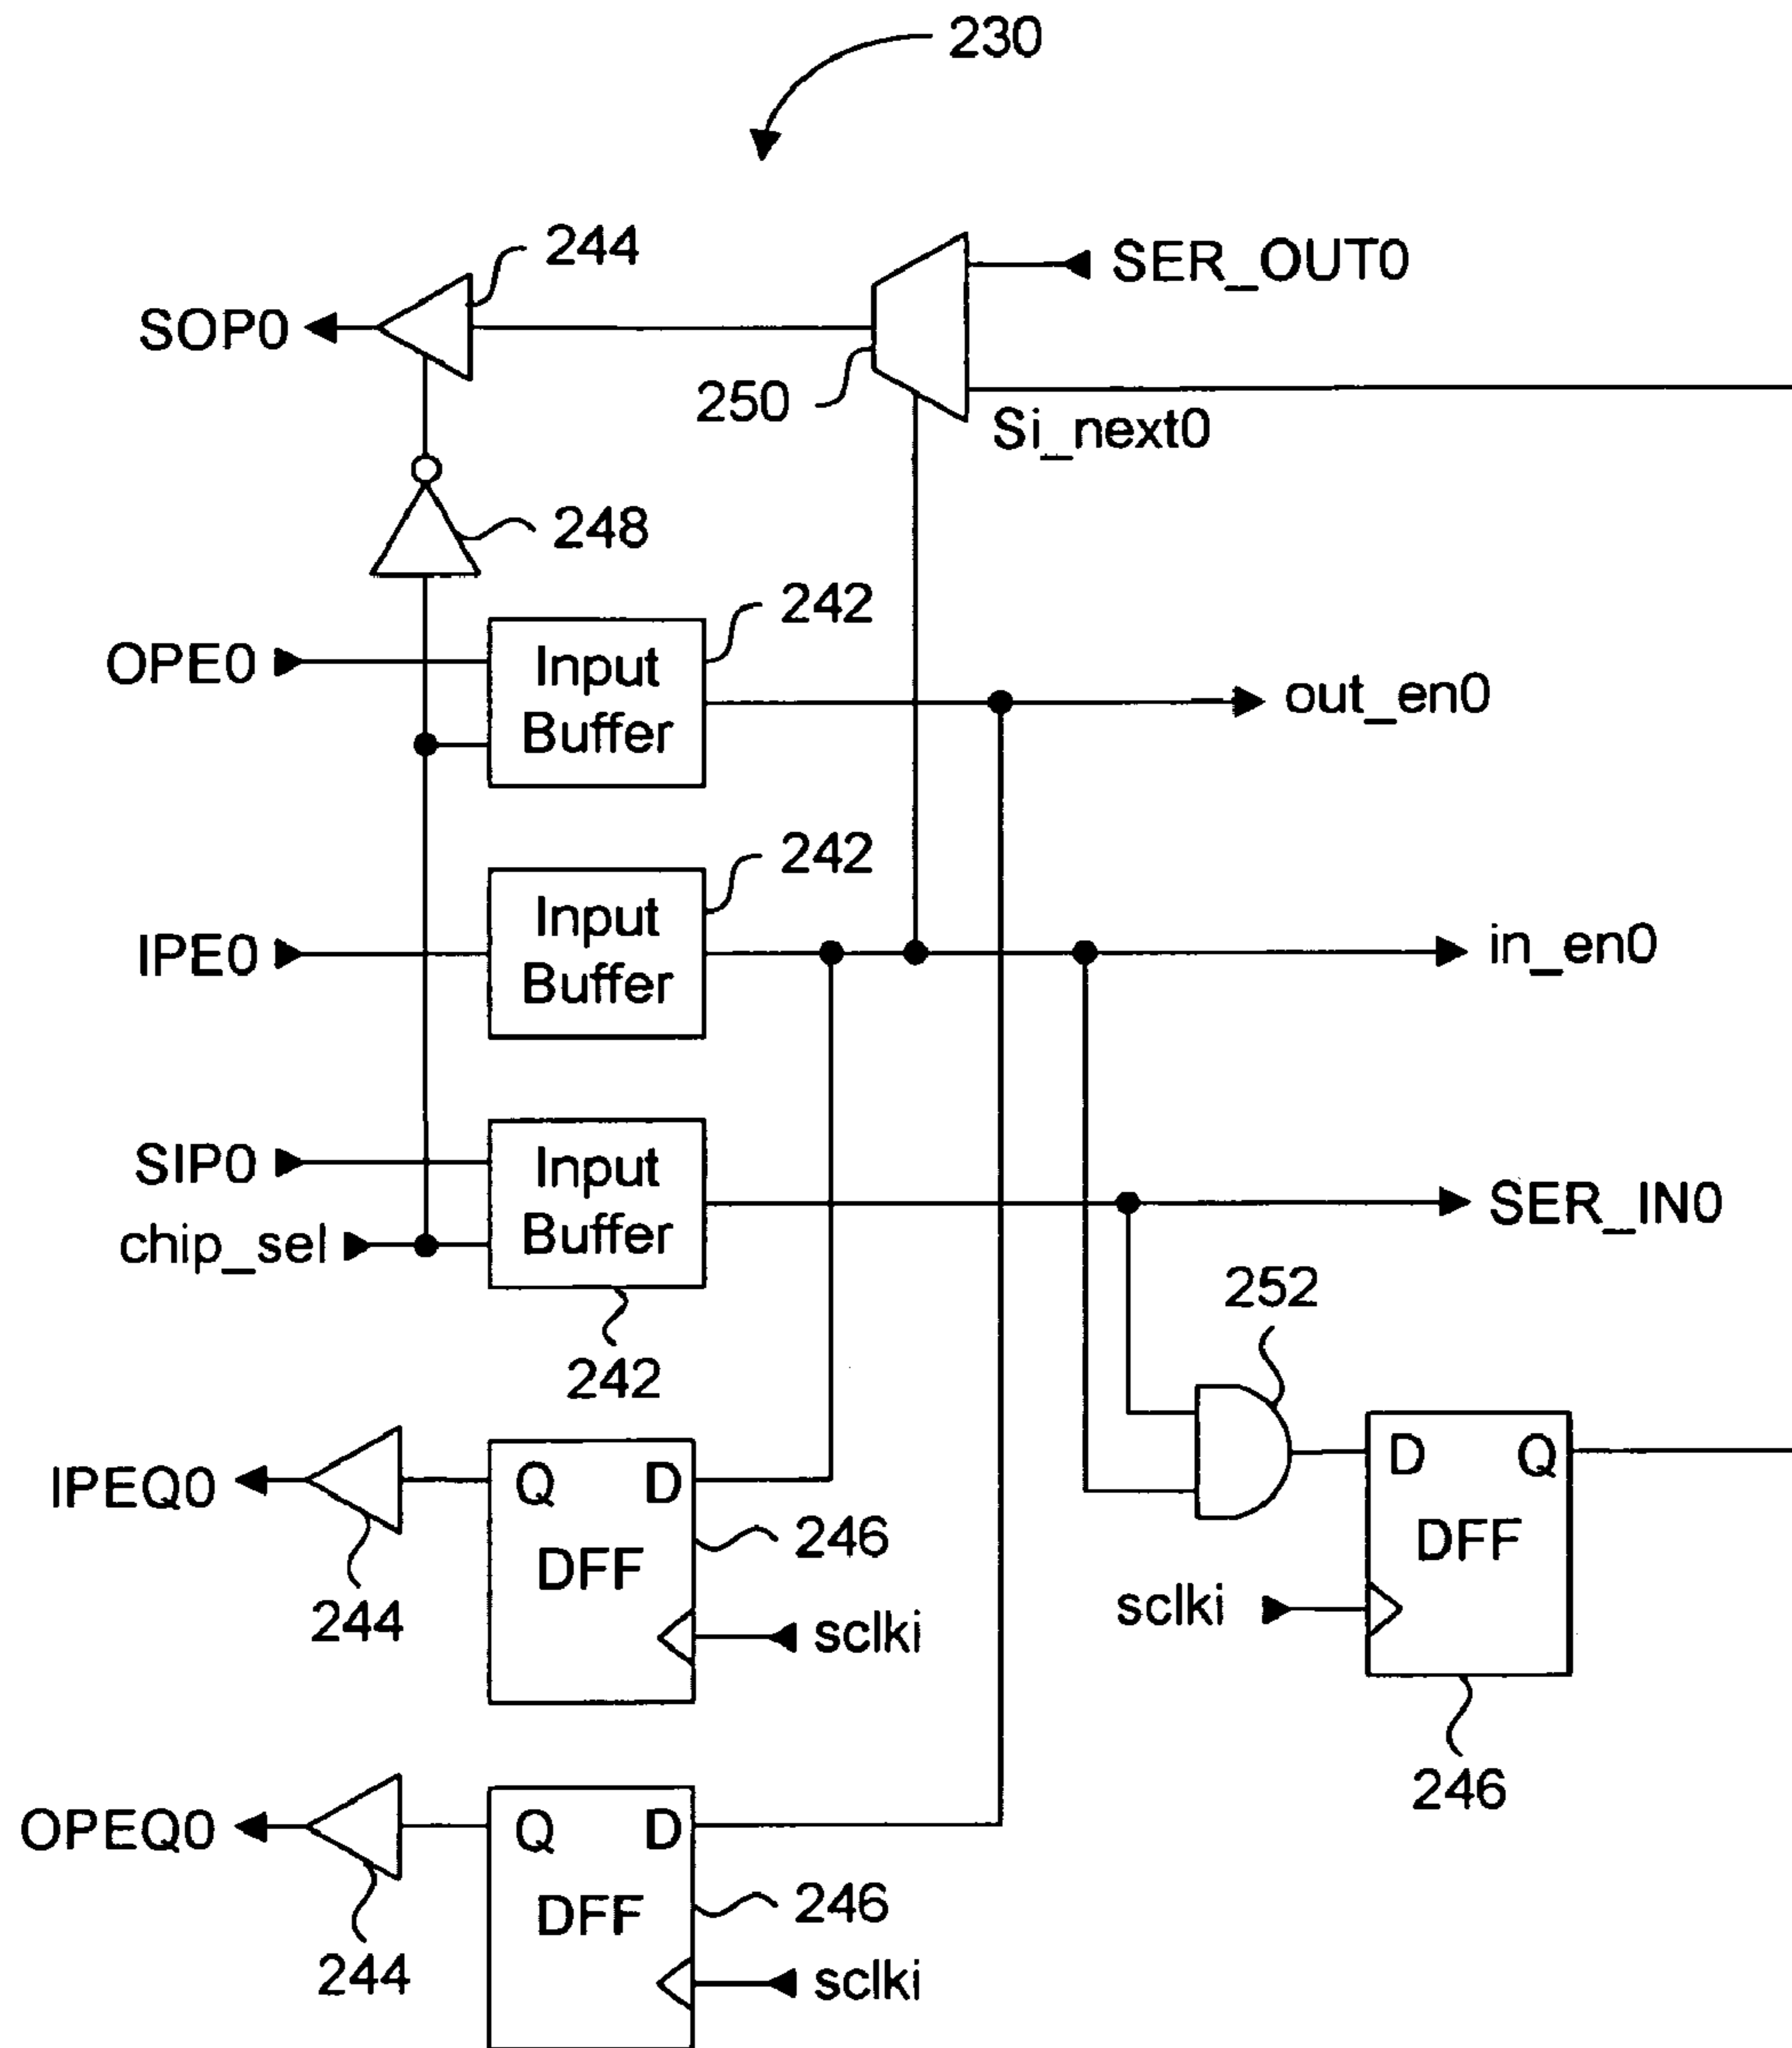 230
244
SER_OUT0
SOP0
250
Si_next0
248
242
OPE0
Input
Buffer
out_en0
242
IPE0
Input
Buffer
in_en0
SIP0
Input
Buffer
SER_IN0
chip_sel
252
242
IPEQ0
Q D
246
DFF
D Q
DFF
244
sclki
sclki
246
OPEQ0
Q D
246
DFF
244
sclki